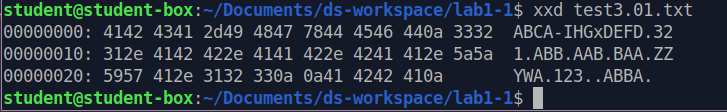 student@student-box:~/Documents/ds-workspace/lab1-1$ xxd test3.01.txt
00000000: 4142 4341 2d49 4847 7844 4546 440a 3332  ABCA-IHGxDEFD.32
00000010: 312e 4142 422e 4141 422e 4241 412e 5a5a  1.ABB.AAB.BAA.ZZ
00000020: 5957 412e 3132 330a 0a41 4242 410a       YWA.123..ABBA.
student@student-box:~/Documents/ds-workspace/lab1-1$